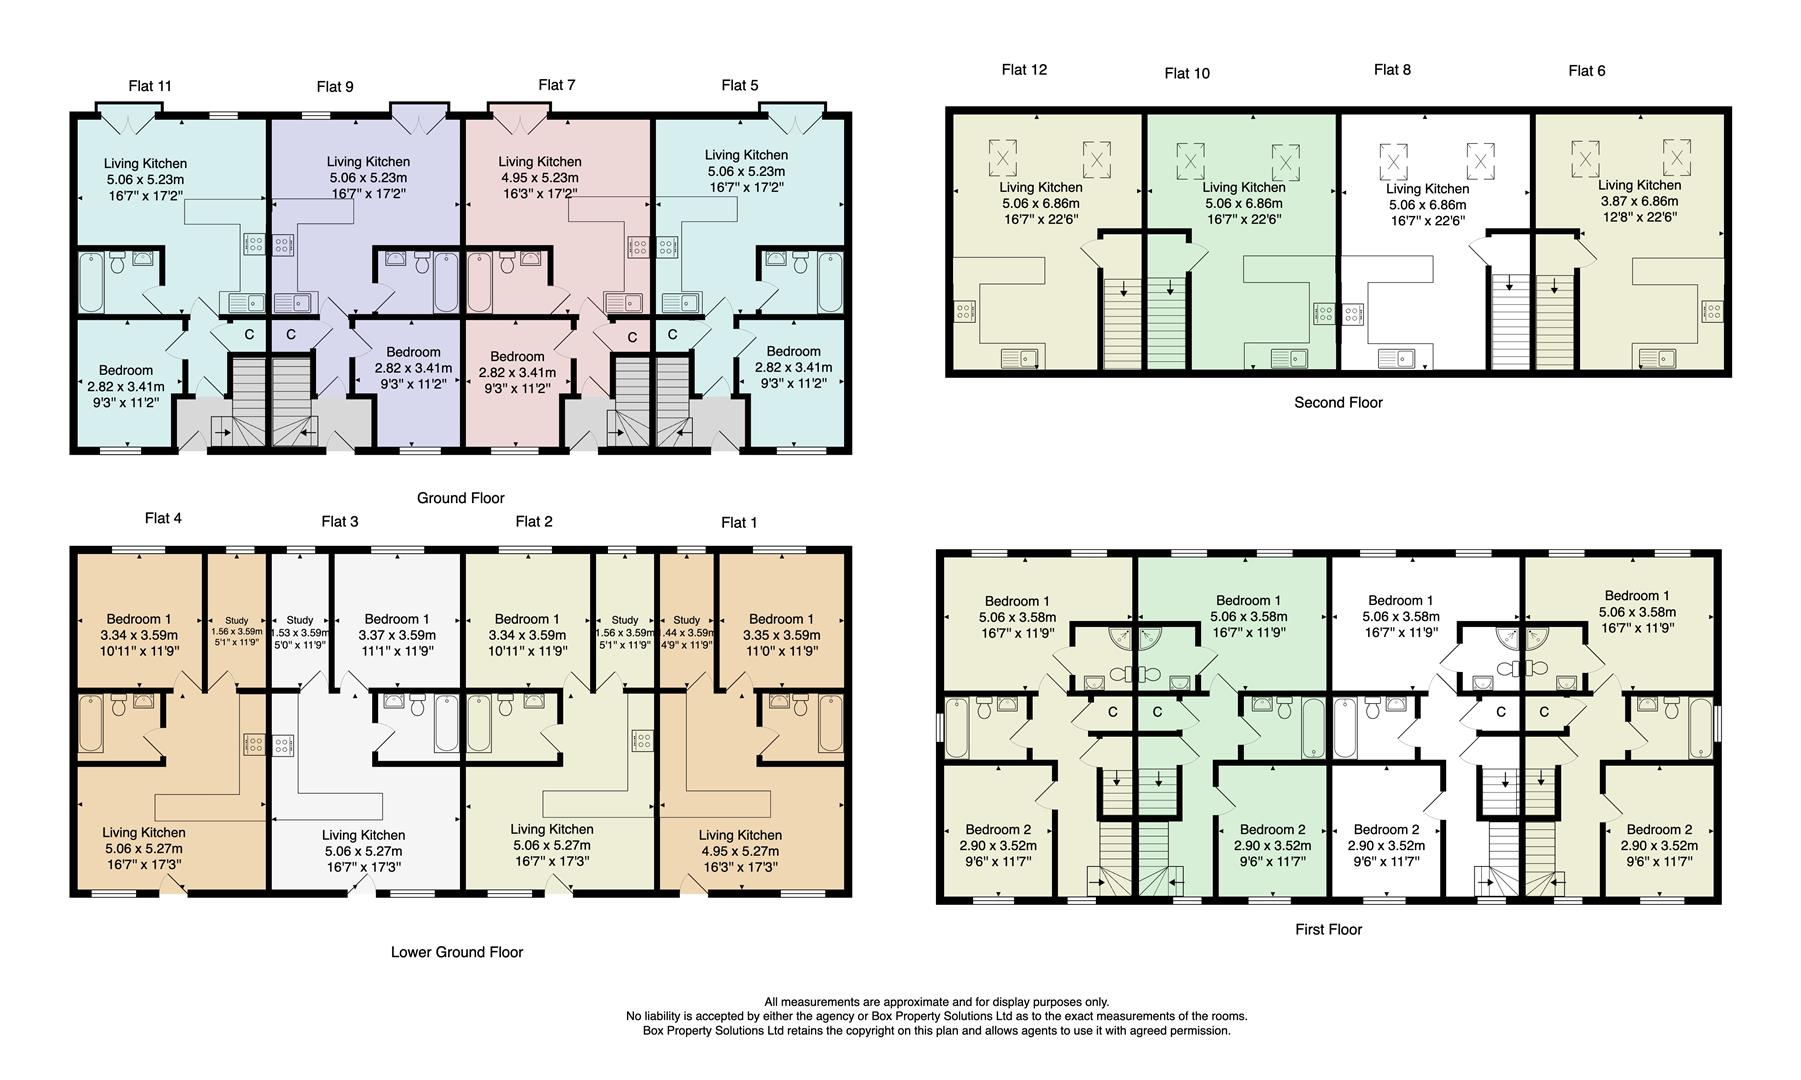 Flat 11
Flat 9
Flat 7
Flat 5
Living Kitchen
5.06 x 5.23m
16'7" x 17'2"
Living Kitchen
5.06 x 5.23m
16'7" x 17'2"
Living Kitchen
4.95 x 5.23m
16'3" x 17'2"
Living Kitchen
5.06 x 5.23m
16'7" x 17'2"
C
C
C
C
Bedroom
2.82 x 3.41m
9'3" x 11'2"
Bedroom
2.82 x 3.41m
9'3" x 11'2"
Bedroom
2.82 x 3.41m
9'3" x 11'2"
Bedroom
2.82 x 3.41m
9'3" x 11'2"
Ground Floor
Flat 12
Flat 10
Flat 8
Flat 6
Living Kitchen
5.06 x 6.86m
16'7" x 22'6"
Living Kitchen
5.06 x 6.86m
16'7" x 22'6"
Living Kitchen
5.06 x 6.86m
16'7" x 22'6"
Living Kitchen
3.87 x 6.86m
12'8" x 22'6"
Second Floor
Flat 4
Flat 3
Flat 2
Flat 1
Bedroom 1
3.34 x 3.59m
10'11" x 11'9"
Study
1.56 x 3.59m
5'1" x 11'9"
Study
1.53 x 3.59m
5'0" x 11'9"
Bedroom 1
3.37 x 3.59m
11'1" x 11'9"
Bedroom 1
3.34 x 3.59m
10'11" x 11'9"
Study
1.56 x 3.59m
5'1" x 11'9"
Study
1.44 x 3.59m
4'9" x 11'9"
Bedroom 1
3.35 x 3.59m
11'0" x 11'9"
Living Kitchen
5.06 x 5.27m
16'7" x 17'3"
Living Kitchen
5.06 x 5.27m
16'7" x 17'3"
Living Kitchen
5.06 x 5.27m
16'7" x 17'3"
Living Kitchen
4.95 x 5.27m
16'3" x 17'3"
Lower Ground Floor
Bedroom 1
5.06 x 3.58m
16'7" x 11'9"
Bedroom 1
5.06 x 3.58m
16'7" x 11'9"
Bedroom 1
5.06 x 3.58m
16'7" x 11'9"
Bedroom 1
5.06 x 3.58m
16'7" x 11'9"
C
C
C
C
Bedroom 2
2.90 x 3.52m
9'6" x 11'7"
Bedroom 2
2.90 x 3.52m
9'6" x 11'7"
Bedroom 2
2.90 x 3.52m
9'6" x 11'7"
Bedroom 2
2.90 x 3.52m
9'6" x 11'7"
First Floor
All measurements are approximate and for display purposes only.
No liability is accepted by either the agency or Box Property Solutions Ltd as to the exact measurements of the rooms.
Box Property Solutions Ltd retains the copyright on this plan and allows agents to use it with agreed permission.